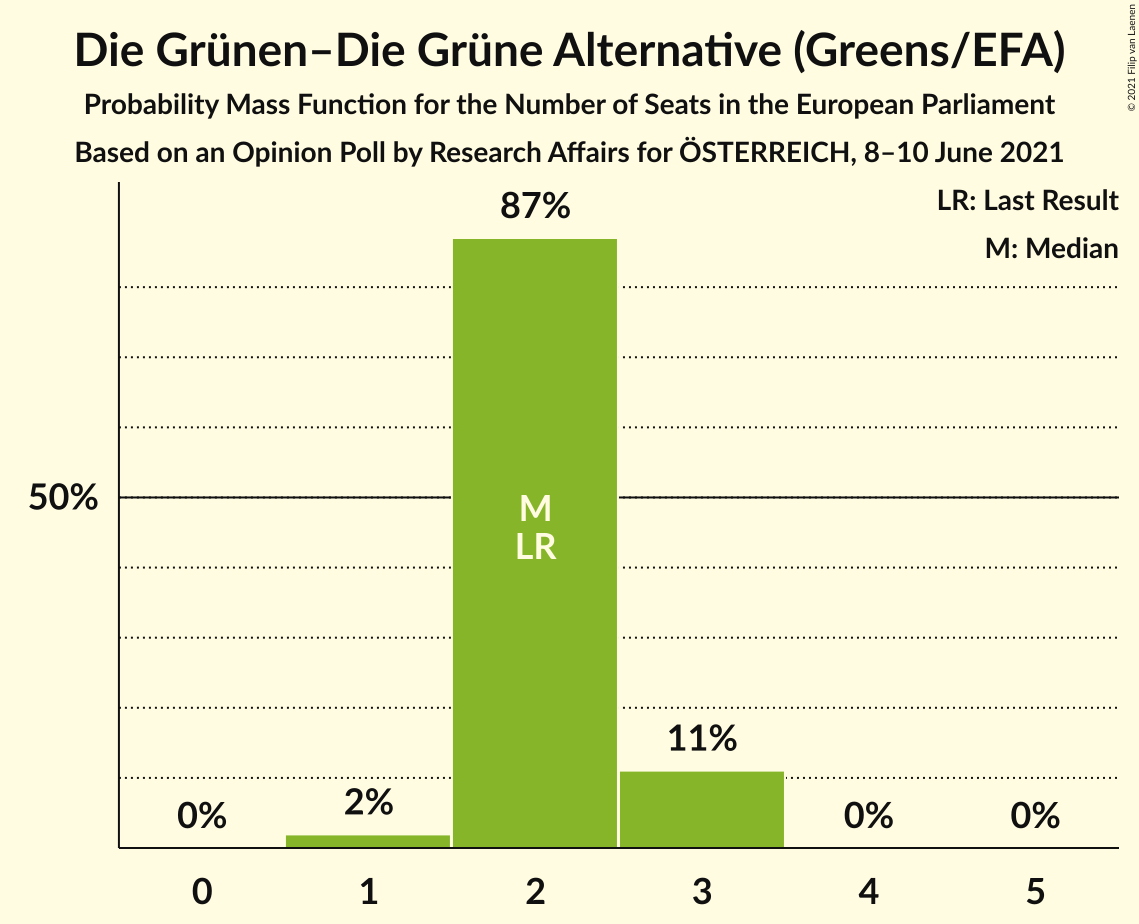 Die Grünen–Die Grüne Alternative (Greens/EFA)
Probability Mass Function for the Number of Seats in the European Parliament
Based on an Opinion Poll by Research Affairs for ÖSTERREICH, 8–10 June 2021
© 2021 Filip van Laenen
LR: Last Result
M: Median
87%
50%
M
LR
11%
2%
0%
0%
0%
0
1
2
3
4
5